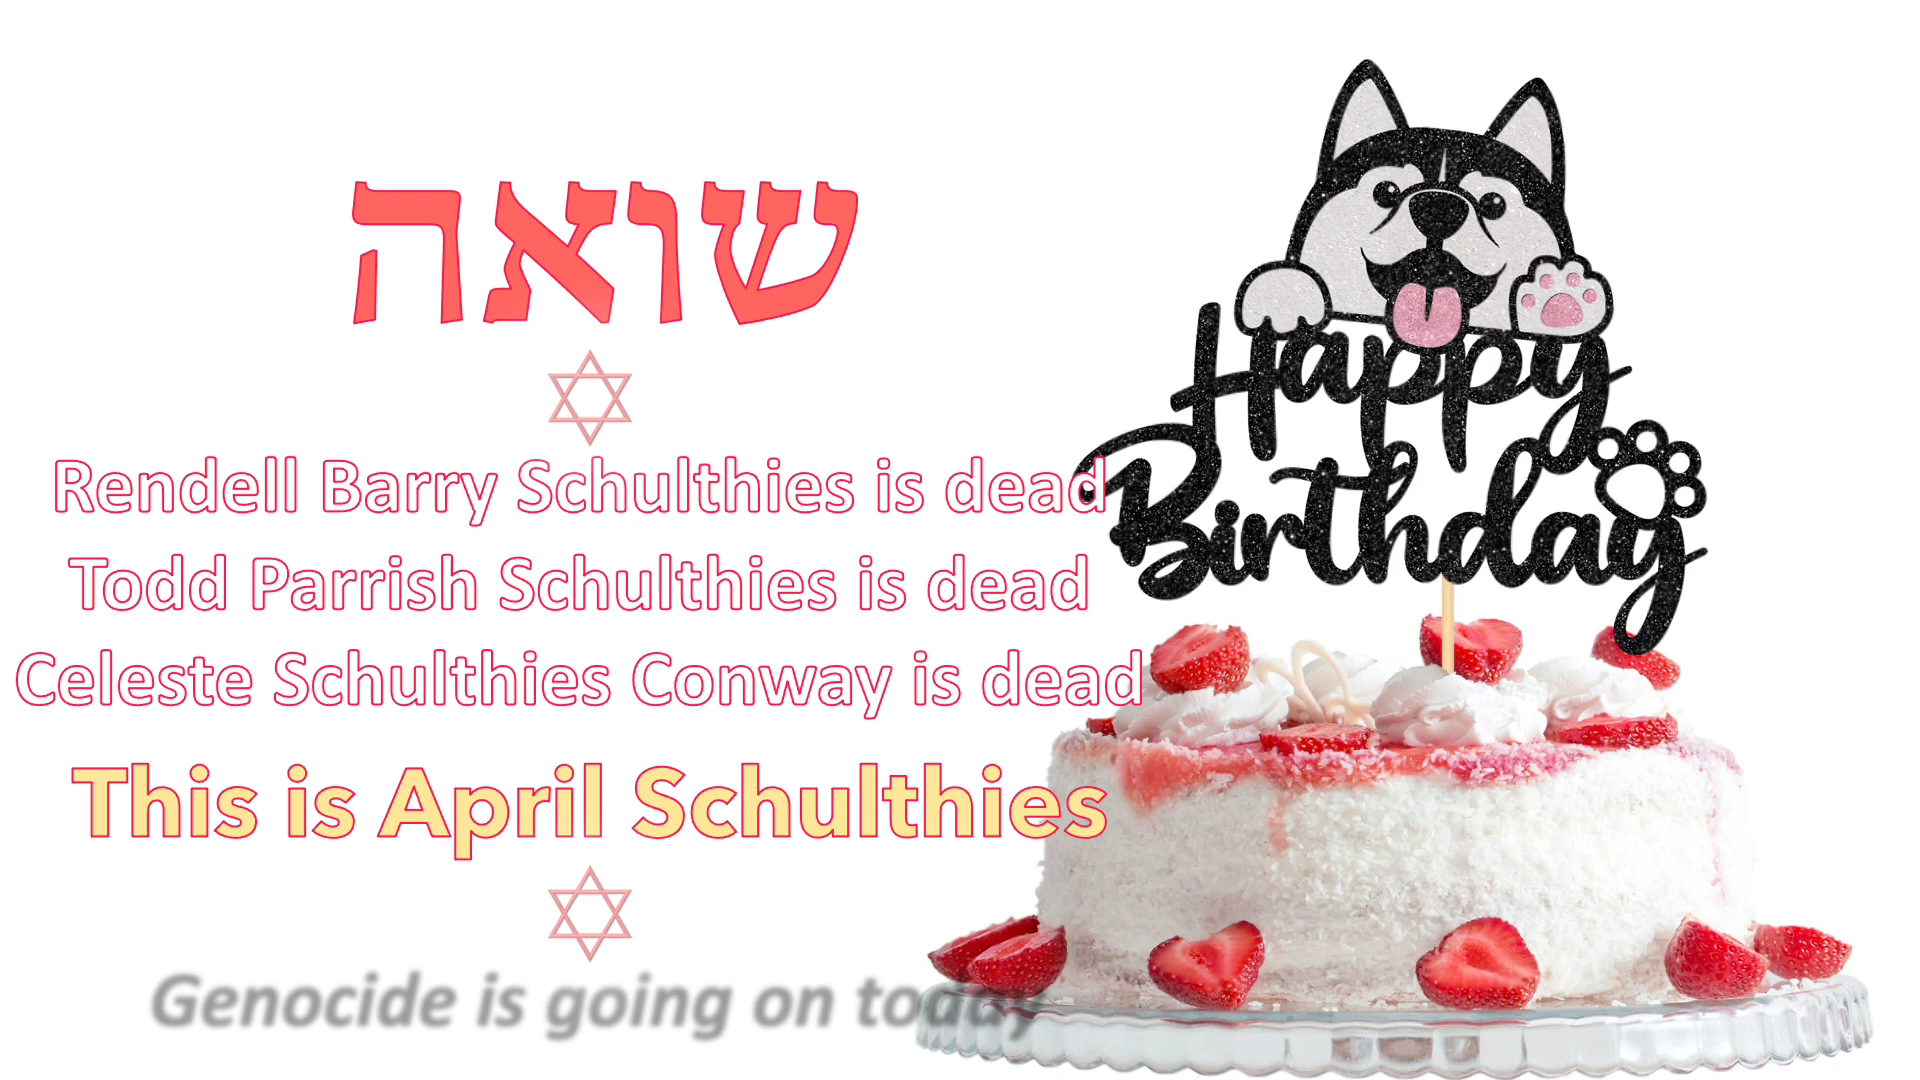 שואה
Rendell Barry Schulthies is dead
Todd Parrish Schulthies is dead
Celeste Schulthies Conway is dead
This is April Schulthies
Genocide is going on today
Happy
Birthday